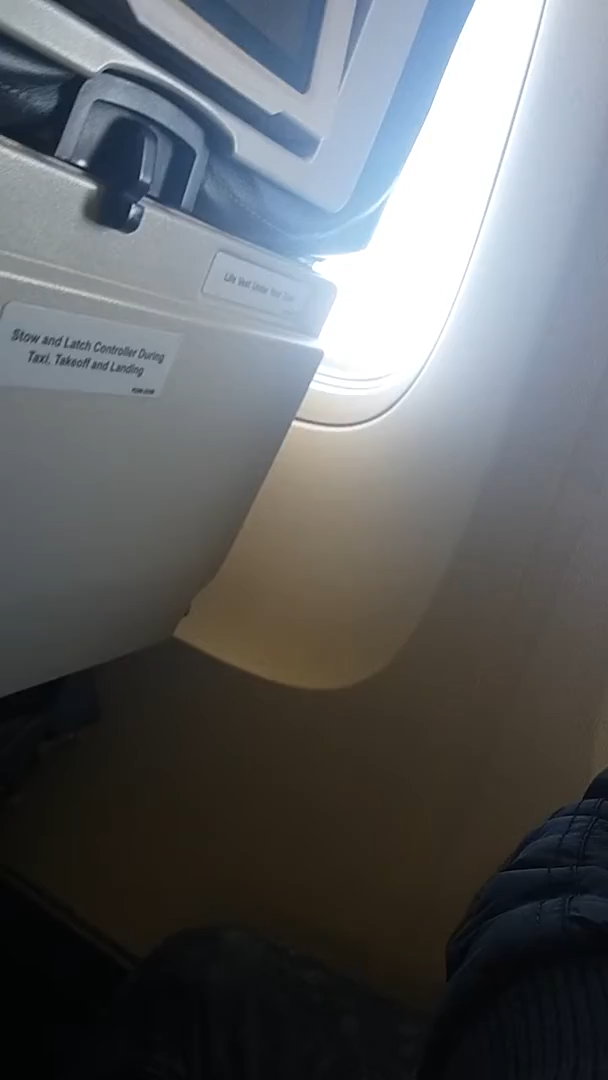 Life Vest Under Your Seat
Stow and Latch Controller During
Taxi, Takeoff and Landing